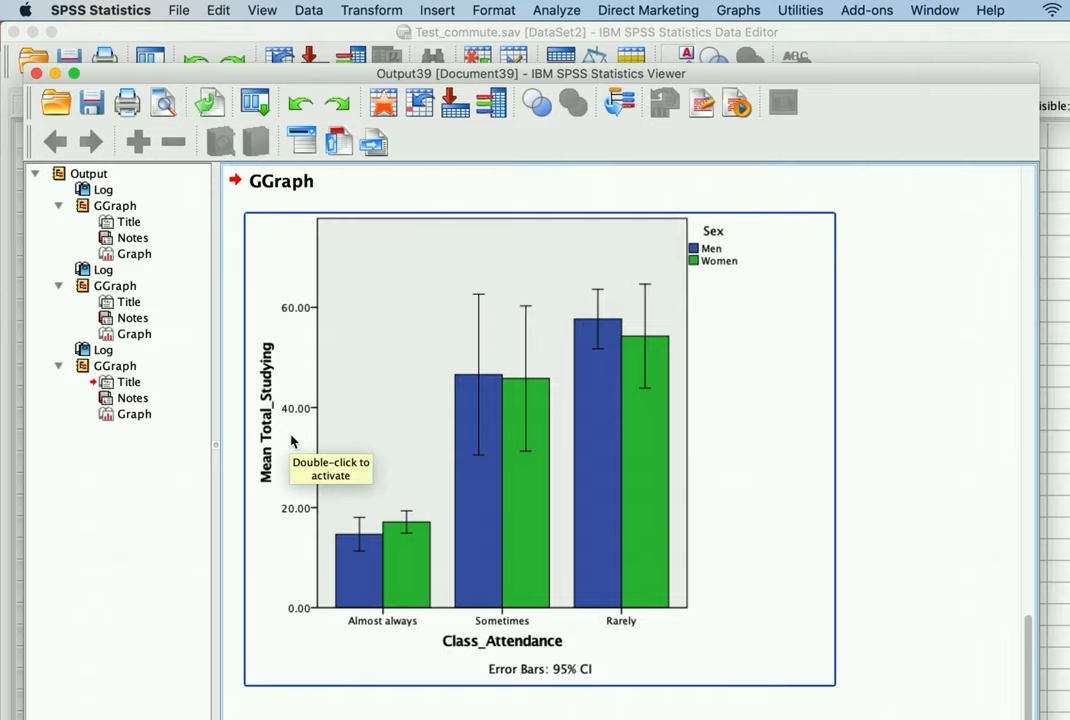 SPSS Statistics File Edit View Data Transform Insert Format Analyze Direct Marketing Graphs Utilities Add-ons Window Help
Test_commute.sav [DataSet2] - IBM SPSS Statistics Data Editor
A ABC
Output39 [Document39] - IBM SPSS Statistics Viewer
isible:
Output
Log
GGraph
Title
Notes
Graph
Log
GGraph
Title
Notes
Graph
Log
GGraph
Title
Notes
Graph
GGraph
Sex
Men
Women
60.00
40.00
20.00
0.00
Mean Total_Studying
Double-click to
activate
Almost always Sometimes Rarely
Class_Attendance
Error Bars: 95% CI